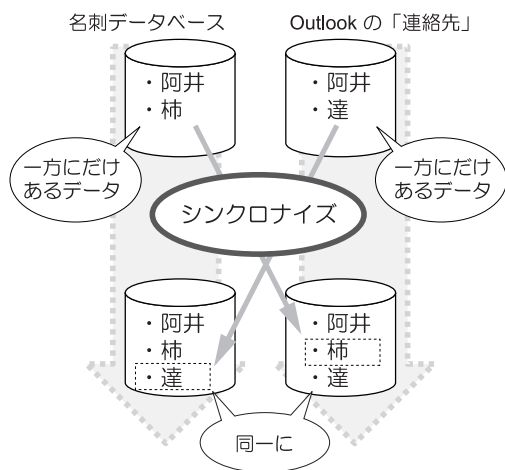 名刺データベース
Outlook の「連絡先」
・阿井
・柿
・阿井
・達
一方にだけ
あるデータ
一方にだけ
あるデータ
シンクロナイズ
・阿井
・柿
・達
・阿井
・柿
・達
同一に